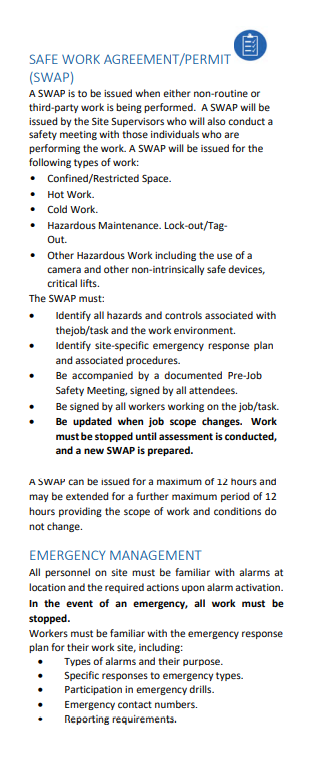 SAFE WORK AGREEMENT/PERMIT
(SWAP)
A SWAP is to be issued when either non-routine or
third-party work is being performed.  A SWAP will be
issued by the Site Supervisors who will also conduct a
safety meeting with those individuals who are
performing the work. A SWAP will be issued for the
following types of work:
• Confined/Restricted Space.
• Hot Work.
• Cold Work.
• Hazardous Maintenance. Lock-out/Tag-
Out.
• Other Hazardous Work including the use of a
camera and other non-intrinsically safe devices,
critical lifts.
The SWAP must:
• Identify all hazards and controls associated with
thejob/task and the work environment.
• Identify site-specific emergency response plan
and associated procedures.
• Be accompanied by a documented Pre-Job
Safety Meeting, signed by all attendees.
• Be signed by all workers working on the job/task.
• Be updated when job scope changes. Work
must be stopped until assessment is conducted,
and a new SWAP is prepared.
A SWAP can be issued for a maximum of 12 hours and
may be extended for a further maximum period of 12
hours providing the scope of work and conditions do
not change.
EMERGENCY MANAGEMENT
All personnel on site must be familiar with alarms at
location and the required actions upon alarm activation.
In the event of an emergency, all work must be
stopped.
Workers must be familiar with the emergency response
plan for their work site, including:
• Types of alarms and their purpose.
• Specific responses to emergency types.
• Participation in emergency drills.
• Emergency contact numbers.
• Reporting requirements.